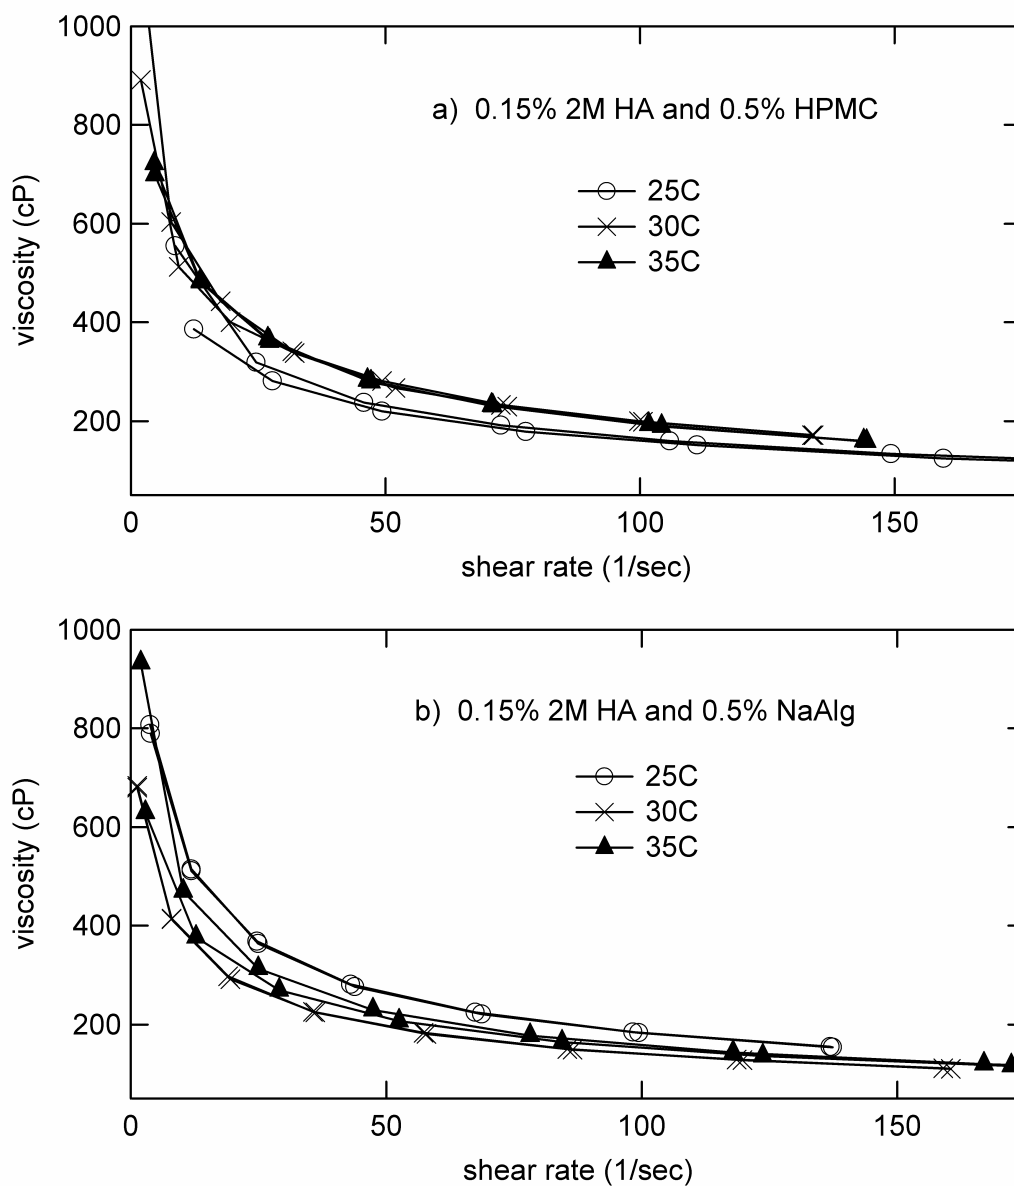 1000
800
600
400
200
viscosity (cP)
a) 0.15% 2M HA and 0.5% HPMC
25C
30C
35C
0 50 100 150
shear rate (1/sec)
1000
800
600
400
200
viscosity (cP)
b) 0.15% 2M HA and 0.5% NaAlg
25C
30C
35C
0 50 100 150
shear rate (1/sec)